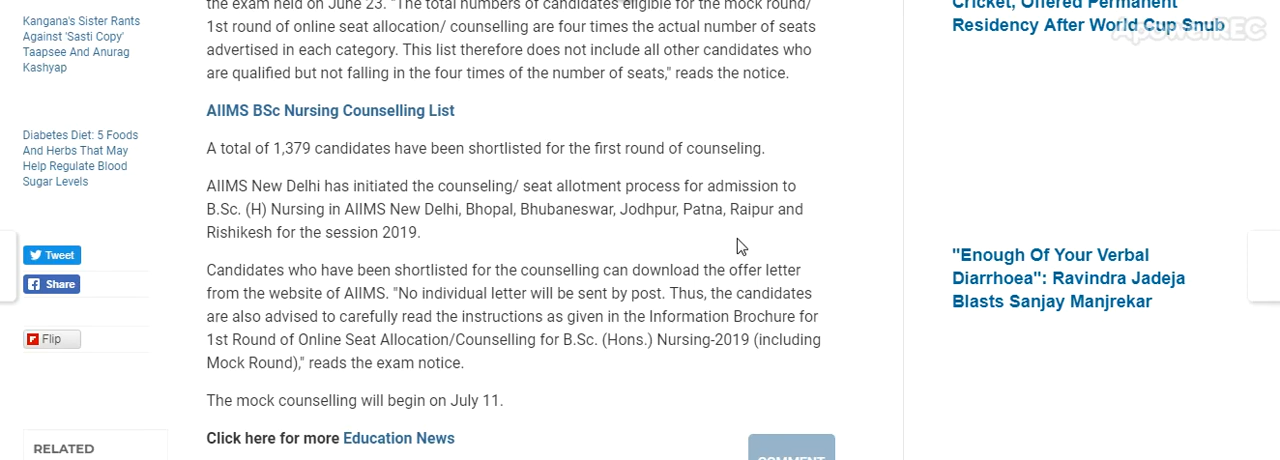 Kangana's Sister Rants
Against 'Sasti Copy'
Taapsee And Anurag
Kashyap
Diabetes Diet: 5 Foods
And Herbs That May
Help Regulate Blood
Sugar Levels
Tweet
Share
Flip
RELATED
the exam held on June 23. "The total numbers of candidates eligible for the mock round/
1st round of online seat allocation/ counselling are four times the actual number of seats
advertised in each category. This list therefore does not include all other candidates who
are qualified but not falling in the four times of the number of seats," reads the notice.
AIIMS BSc Nursing Counselling List
A total of 1,379 candidates have been shortlisted for the first round of counseling.
AIIMS New Delhi has initiated the counseling/ seat allotment process for admission to
B.Sc. (H) Nursing in AIIMS New Delhi, Bhopal, Bhubaneswar, Jodhpur, Patna, Raipur and
Rishikesh for the session 2019.
Candidates who have been shortlisted for the counselling can download the offer letter
from the website of AIIMS. "No individual letter will be sent by post. Thus, the candidates
are also advised to carefully read the instructions as given in the Information Brochure for
1st Round of Online Seat Allocation/Counselling for B.Sc. (Hons.) Nursing-2019 (including
Mock Round)," reads the exam notice.
The mock counselling will begin on July 11.
Click here for more Education News
COMMENT
Cricket, Offered Permanent
Residency After World Cup Snub
ApowerREC
"Enough Of Your Verbal
Diarrhoea": Ravindra Jadeja
Blasts Sanjay Manjrekar